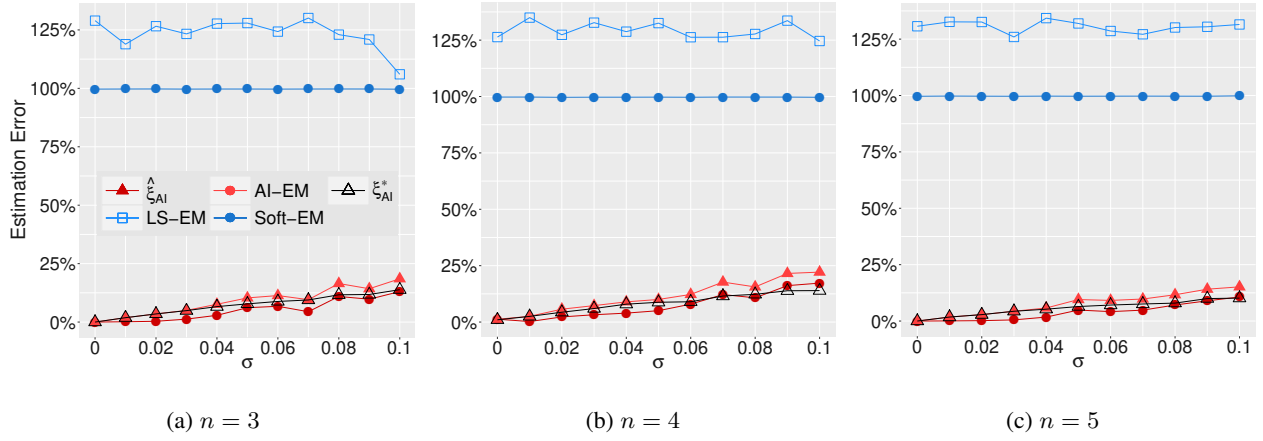 Estimation Error
125%
100%
75%
50%
25%
0%
ξ̂AI
AI−EM
ξ*AI
LS−EM
Soft−EM
0 0.02 0.04 0.06 0.08 0.1
σ
(a) n = 3
125%
100%
75%
50%
25%
0%
0 0.02 0.04 0.06 0.08 0.1
σ
(b) n = 4
125%
100%
75%
50%
25%
0%
0 0.02 0.04 0.06 0.08 0.1
σ
(c) n = 5